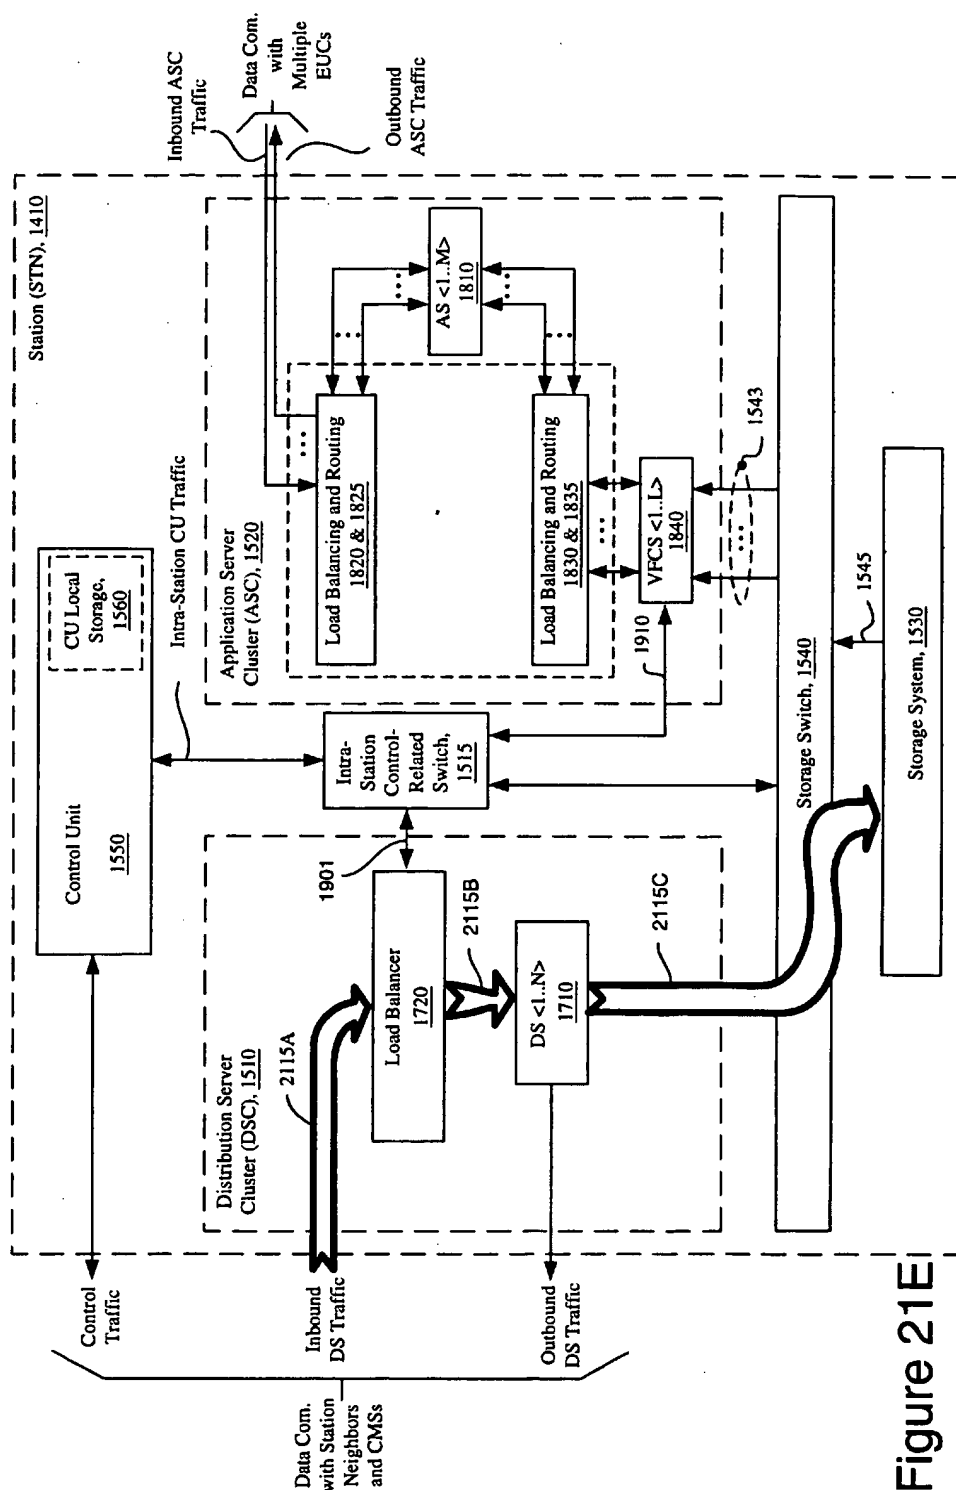 Station (STN), 1410
Control Unit
1550
CU Local
Storage,
1560
Control
Traffic
Intra-Station CU Traffic
Inbound ASC
Traffic
Data Com.
with
Multiple
EUCs
Outbound
ASC Traffic
Data Com.
with Station
Neighbors
and CMSs
Inbound
DS Traffic
Outbound
DS Traffic
Distribution Server
Cluster (DSC), 1510
2115A
Load Balancer
1720
2115B
DS <1..N>
1710
2115C
1901
Intra-
Station
Control-
Related
Switch,
1515
1910
Application Server
Cluster (ASC), 1520
Load Balancing and Routing
1820 & 1825
...
...
...
AS <1..M>
1810
...
...
Load Balancing and Routing
1830 & 1835
...
VFCS <1..L>
1840
...
1543
Storage Switch, 1540
1545
Storage System, 1530
Figure 21E